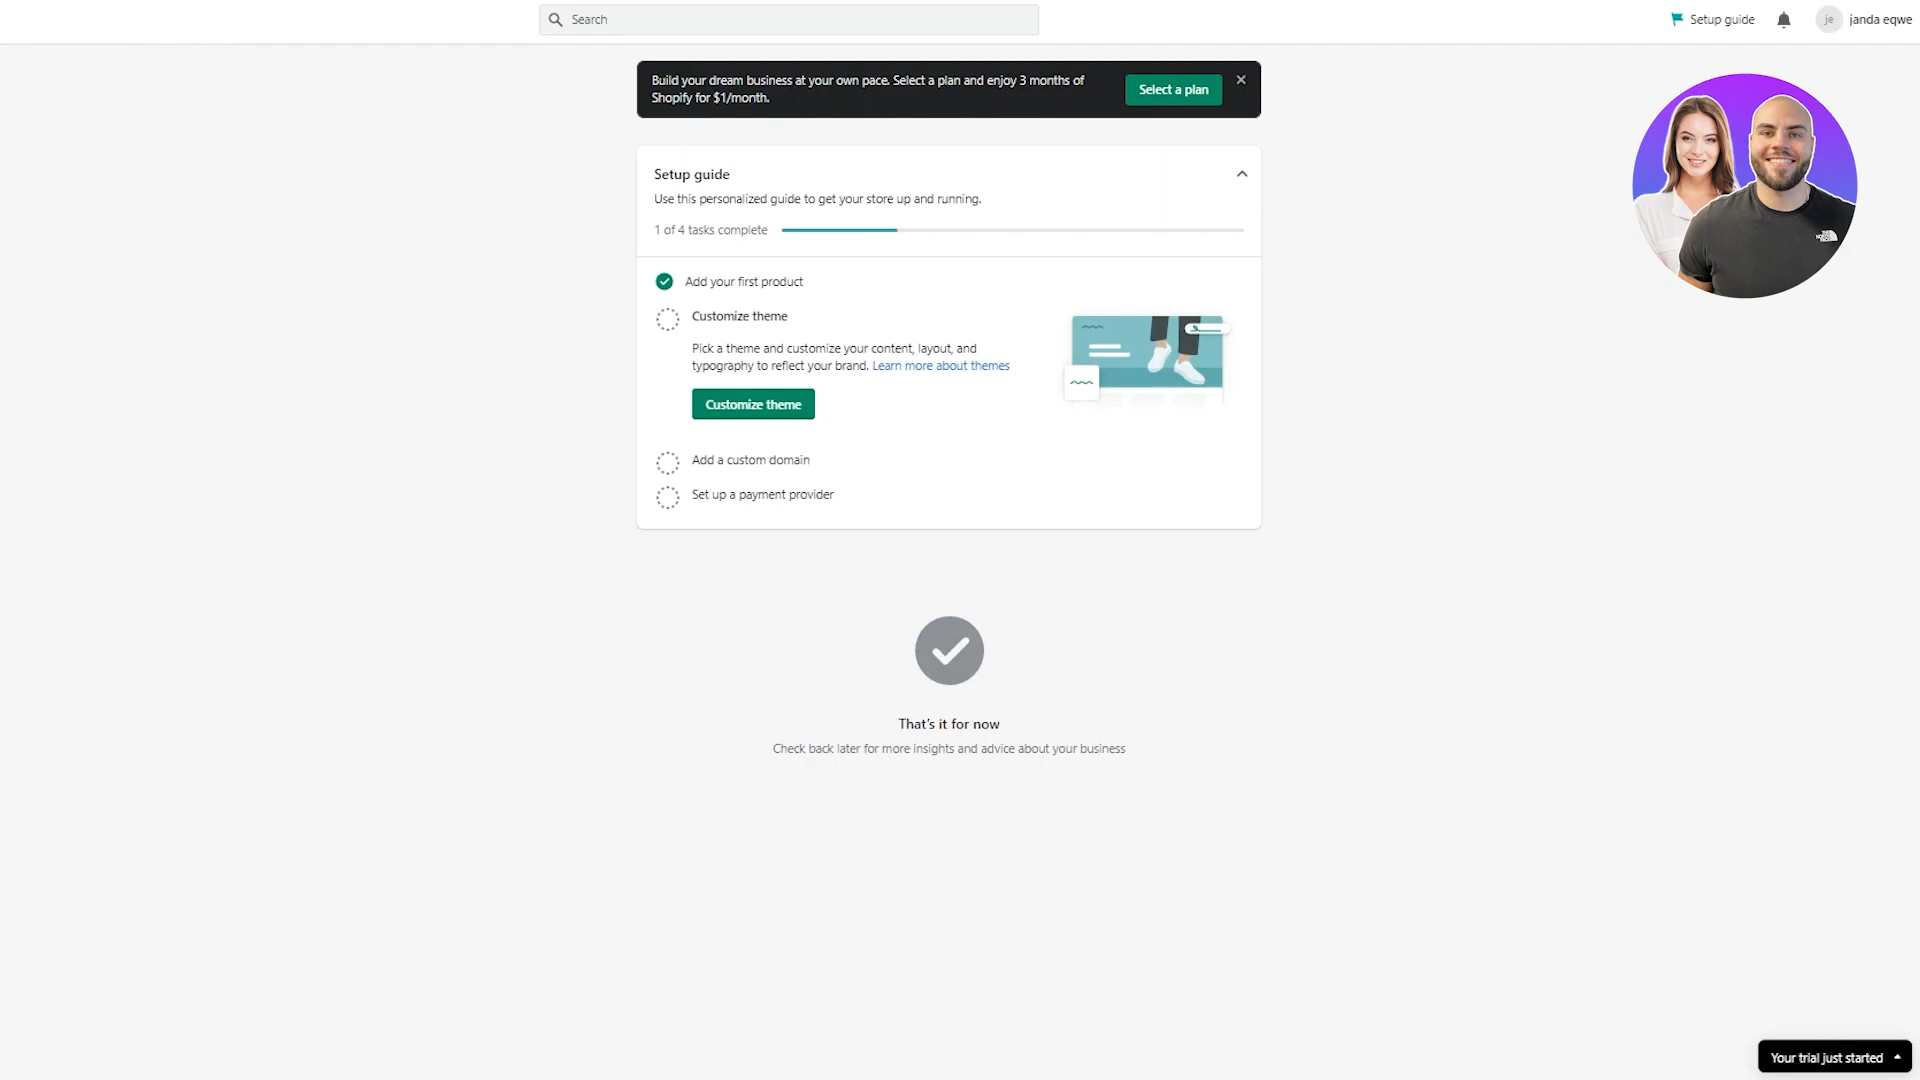 Search
Setup guide
je
janda eqwe
Build your dream business at your own pace. Select a plan and enjoy 3 months of
Shopify for $1/month.
Select a plan
Setup guide
Use this personalized guide to get your store up and running.
1 of 4 tasks complete
Add your first product
Customize theme
Pick a theme and customize your content, layout, and
typography to reflect your brand. Learn more about themes
Customize theme
Add a custom domain
Set up a payment provider
That's it for now
Check back later for more insights and advice about your business
THE
NORTH
FACE
Your trial just started